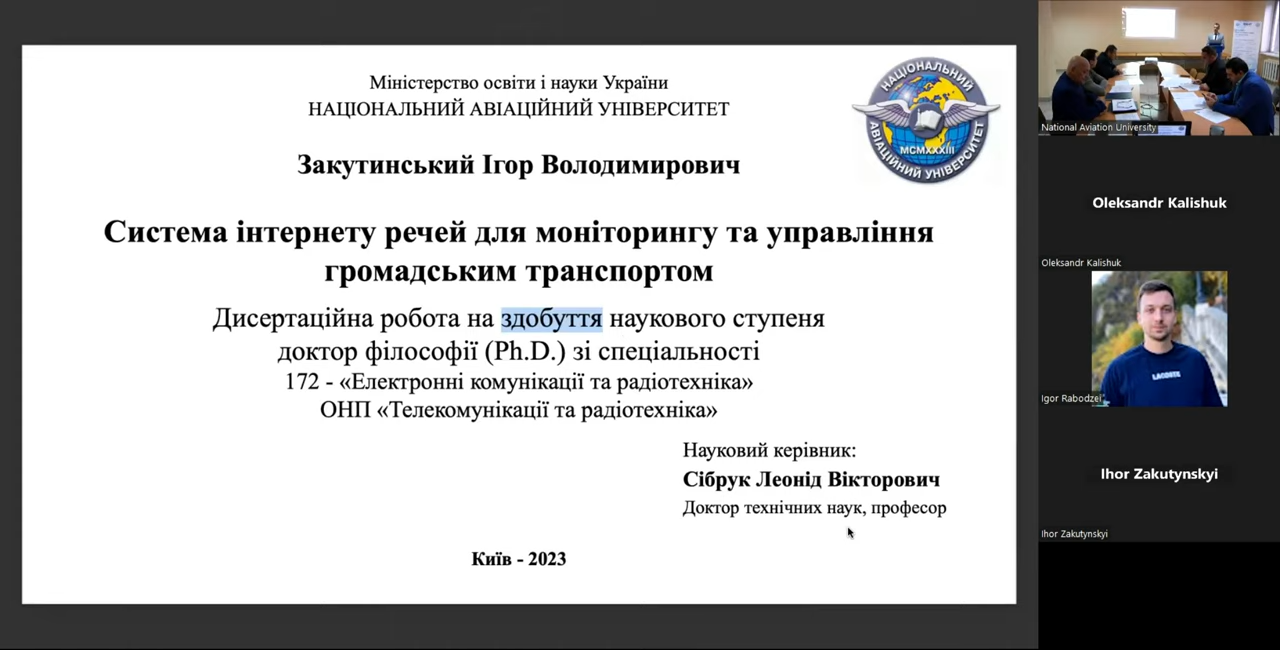 Міністерство освіти і науки України
НАЦІОНАЛЬНИЙ АВІАЦІЙНИЙ УНІВЕРСИТЕТ
НАЦІОНАЛЬНИЙ
АВІАЦІЙНИЙ УНІВЕРСИТЕТ
MCMXXXIII
Закутинський Ігор Володимирович
Система інтернету речей для моніторингу та управління
громадським транспортом
Дисертаційна робота на здобуття наукового ступеня
доктор філософії (Ph.D.) зі спеціальності
172 - «Електронні комунікації та радіотехніка»
ОНП «Телекомунікації та радіотехніка»
Науковий керівник:
Сібрук Леонід Вікторович
Доктор технічних наук, професор
Київ - 2023
National Aviation University
Oleksandr Kalishuk
Oleksandr Kalishuk
LACOSTE
Igor Rabodzei
Ihor Zakutynskyi
Ihor Zakutynskyi